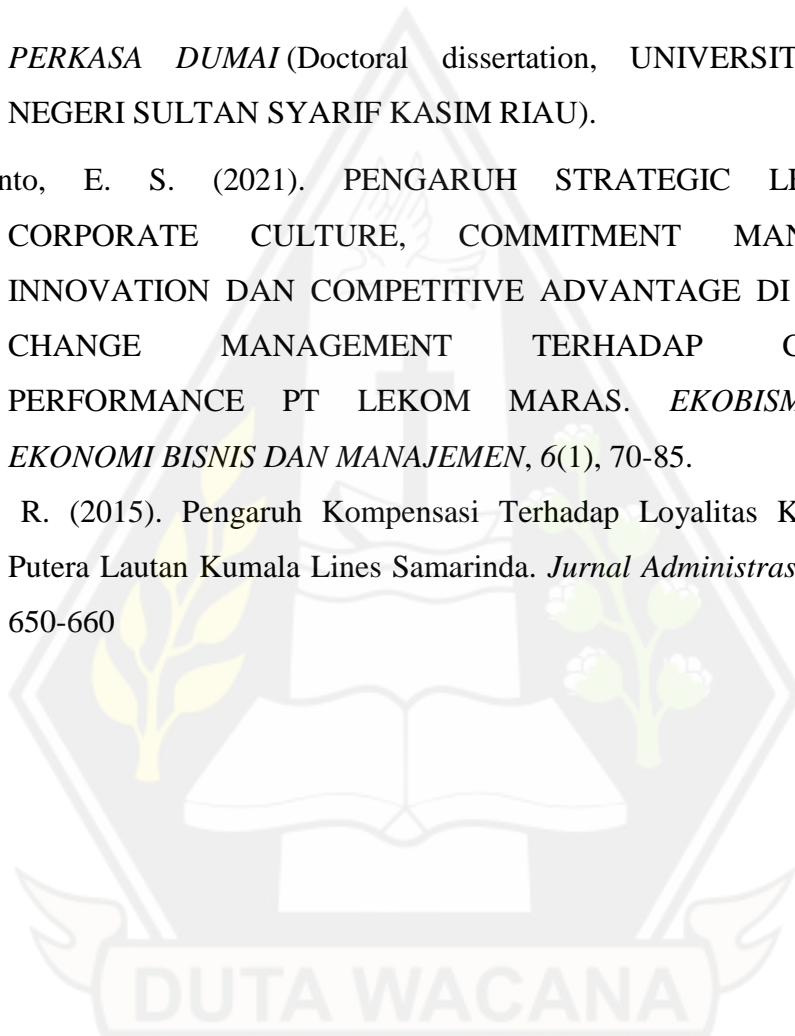 PERKASA DUMAI (Doctoral dissertation, UNIVERSIT
NEGERI SULTAN SYARIF KASIM RIAU).
nto, E. S. (2021). PENGARUH STRATEGIC LE
CORPORATE CULTURE, COMMITMENT MAN
INNOVATION DAN COMPETITIVE ADVANTAGE DI
CHANGE MANAGEMENT TERHADAP
PERFORMANCE PT LEKOM MARAS. EKOBISM
EKONOMI BISNIS DAN MANAJEMEN, 6(1), 70-85.
R. (2015). Pengaruh Kompensasi Terhadap Loyalitas K
Putera Lautan Kumala Lines Samarinda. Jurnal Administras
650-660
DUTA WACANA